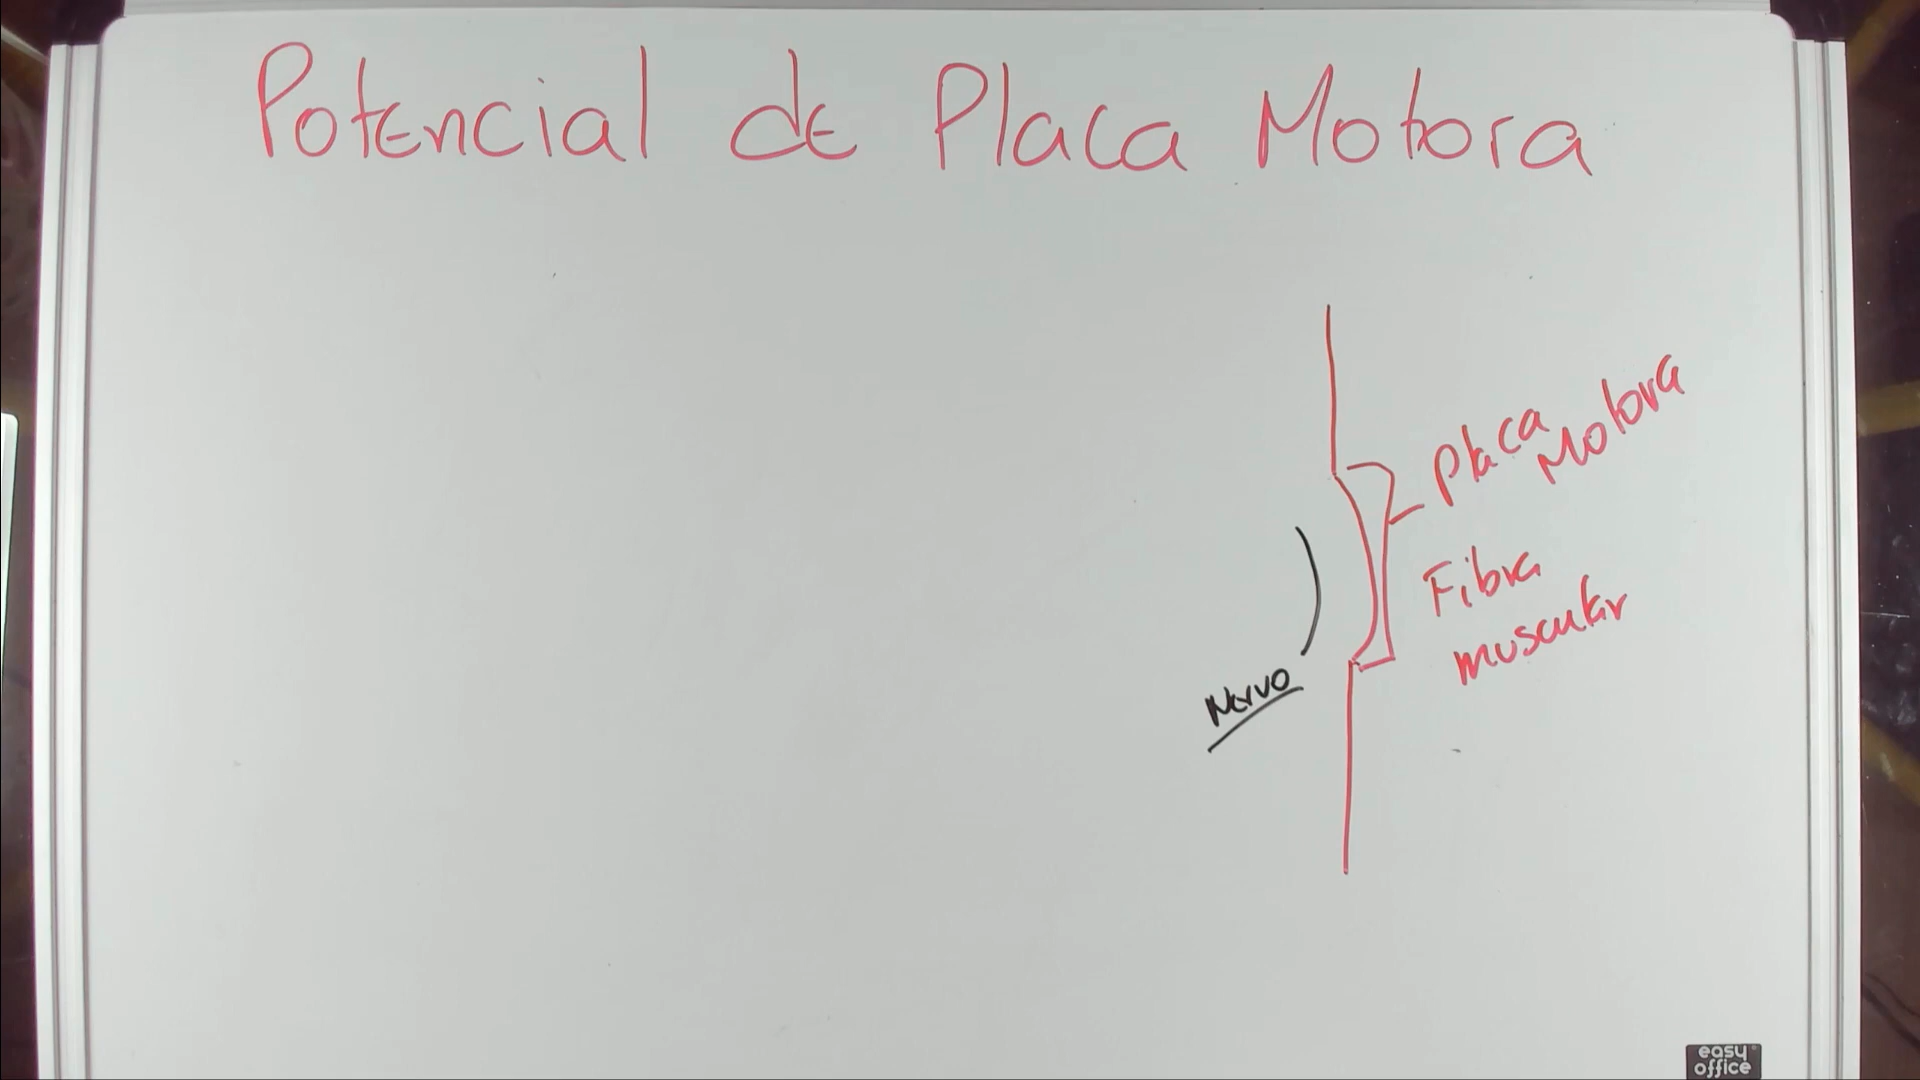 Potencial de Placa Motora
Placa
Motora
Fibra
muscular
Nervo
easy
office